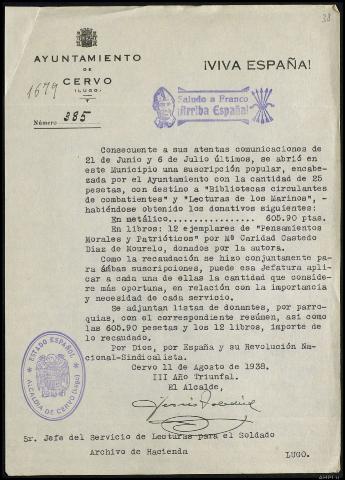 38
AYUNTAMIENTO
DE
CERVO
(LUGO)
1679
Número 385
¡VIVA ESPAÑA!
Saludo a Franco
¡Arriba España!
Consecuente a sus atentas comunicaciones de
21 de Junio y 6 de Julio últimos, se abrió en
este Municipio una suscripción popular, encabe-
zada por el Ayuntamiento con la cantidad de 25
pesetas, con destino a "Bibliotecas circulantes
de combatientes" y "Lecturas de los Marinos", -
habiéndose obtenido los donativos siguientes:
En metálico................ 605.90 ptas.
En libros: 12 ejemplares de "Pensamientos
Morales y Patrióticos" por Mª Caridad Castedo
Diaz de Mourelo, donados por la autora.
Como la recaudación se hizo conjuntamente pa-
ra ámbas suscripciones, puede esa Jefatura apli-
car a cada una de ellas la cantidad que conside-
re más oportuna, en relación con la importancia
y necesidad de cada servicio.
Se adjuntan listas de donantes, por parro-
quias, con el correspondiente resúmen, así como
las 605.90 pesetas y los 12 libros, importe de
lo recaudado.
Por Dios, por España y su Revolución Na-
cional-Sindicalista.
Cervo 11 de Agosto de 1938.
III Año Triunfal.
El Alcalde,
ESTADO ESPAÑOL
ALCALDIA DE CERVO (Lugo)
Sr. Jefe del Servicio de Lecturas para el Soldado
Archivo de Hacienda LUGO.
AHPLu